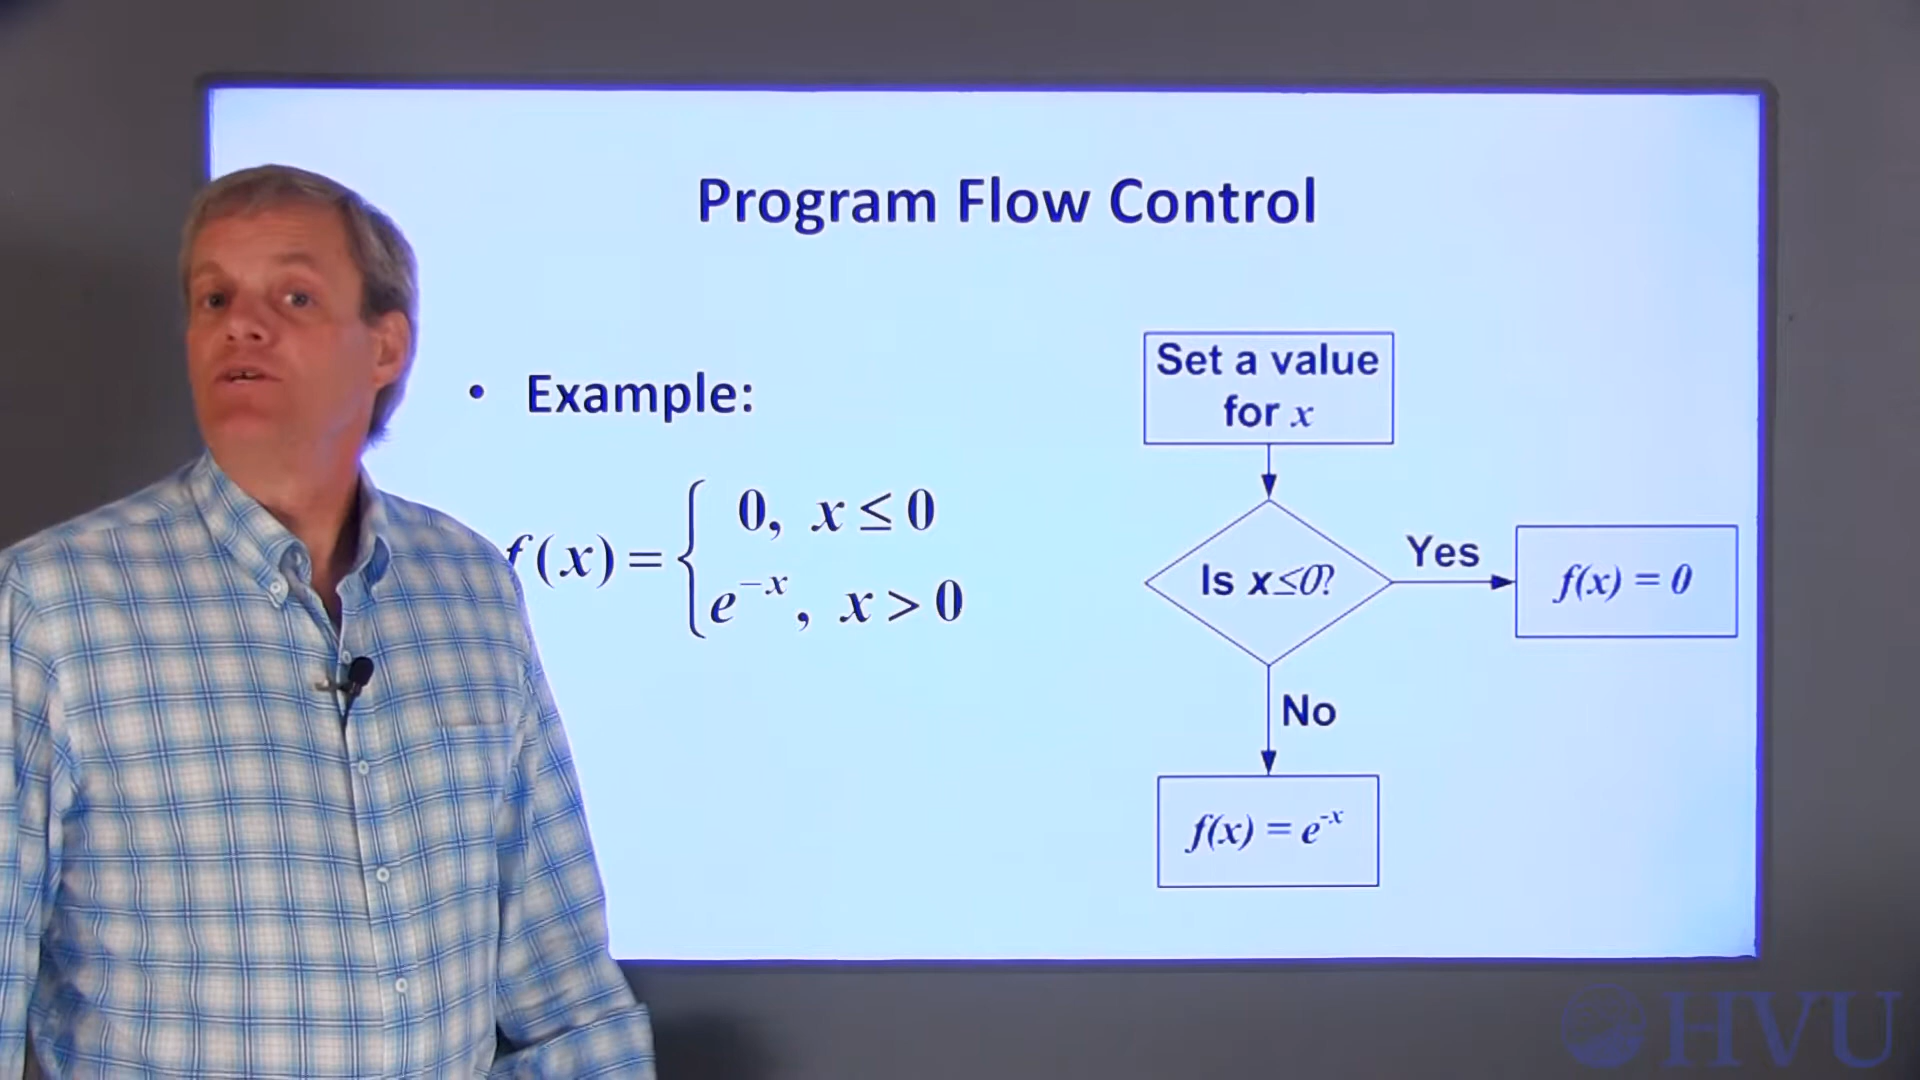 Program Flow Control
• Example:
f(x) = { 0, x ≤ 0
e^{-x}, x > 0
Set a value
for x
Is x≤0?
Yes
f(x) = 0
No
f(x) = e^{-x}
HVU